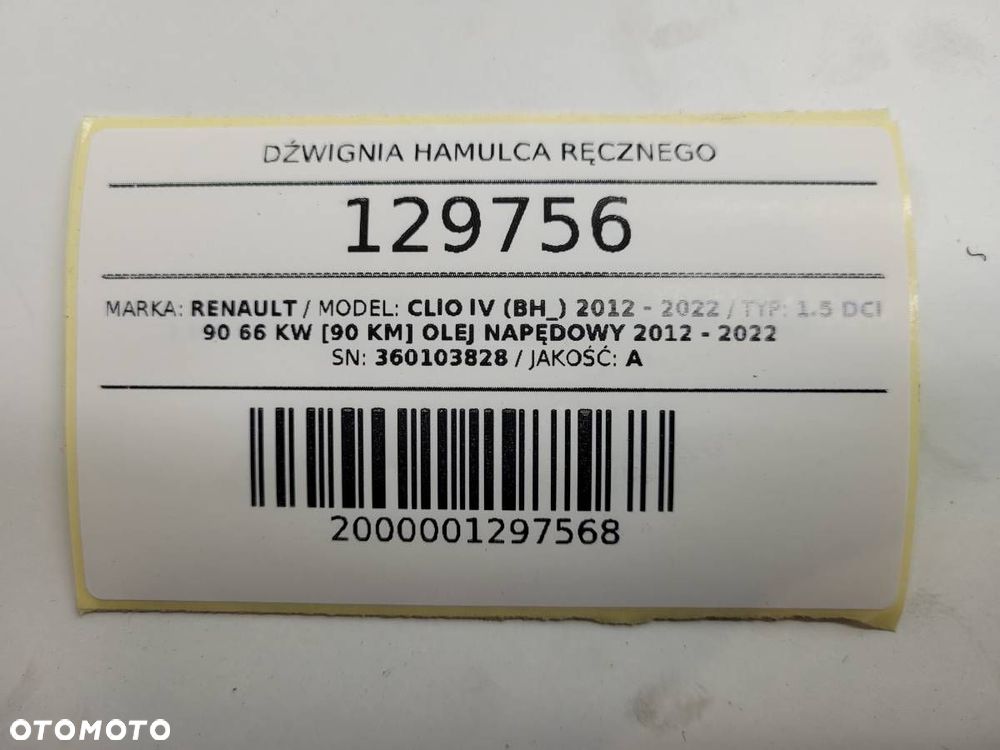 DŹWIGNIA HAMULCA RĘCZNEGO
129756
MARKA: RENAULT / MODEL: CLIO IV (BH_) 2012 - 2022 / TYP: 1.5 DCI
90 66 KW [90 KM] OLEJ NAPĘDOWY 2012 - 2022
SN: 360103828 / JAKOŚĆ: A
2000001297568
OTOMOTO